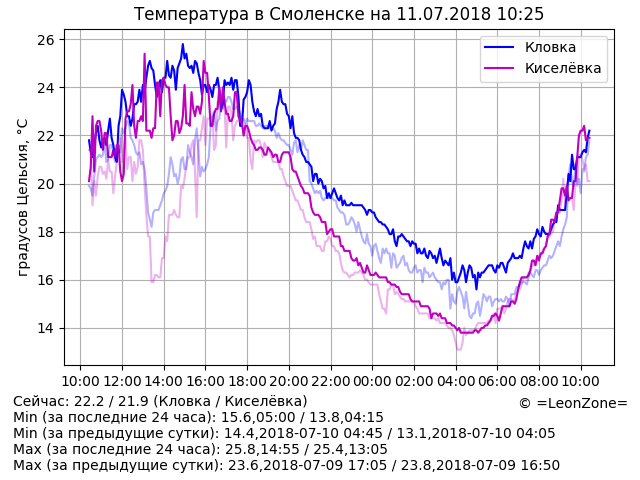 Температура в Смоленске на 11.07.2018 10:25
Кловка
Киселёвка
градусов Цельсия, °C
26
24
22
20
18
16
14
10:00 12:00 14:00 16:00 18:00 20:00 22:00 00:00 02:00 04:00 06:00 08:00 10:00
Сейчас: 22.2 / 21.9 (Кловка / Киселёвка)
© =LeonZone=
Min (за последние 24 часа): 15.6,05:00 / 13.8,04:15
Min (за предыдущие сутки): 14.4,2018-07-10 04:45 / 13.1,2018-07-10 04:05
Max (за последние 24 часа): 25.8,14:55 / 25.4,13:05
Max (за предыдущие сутки): 23.6,2018-07-09 17:05 / 23.8,2018-07-09 16:50